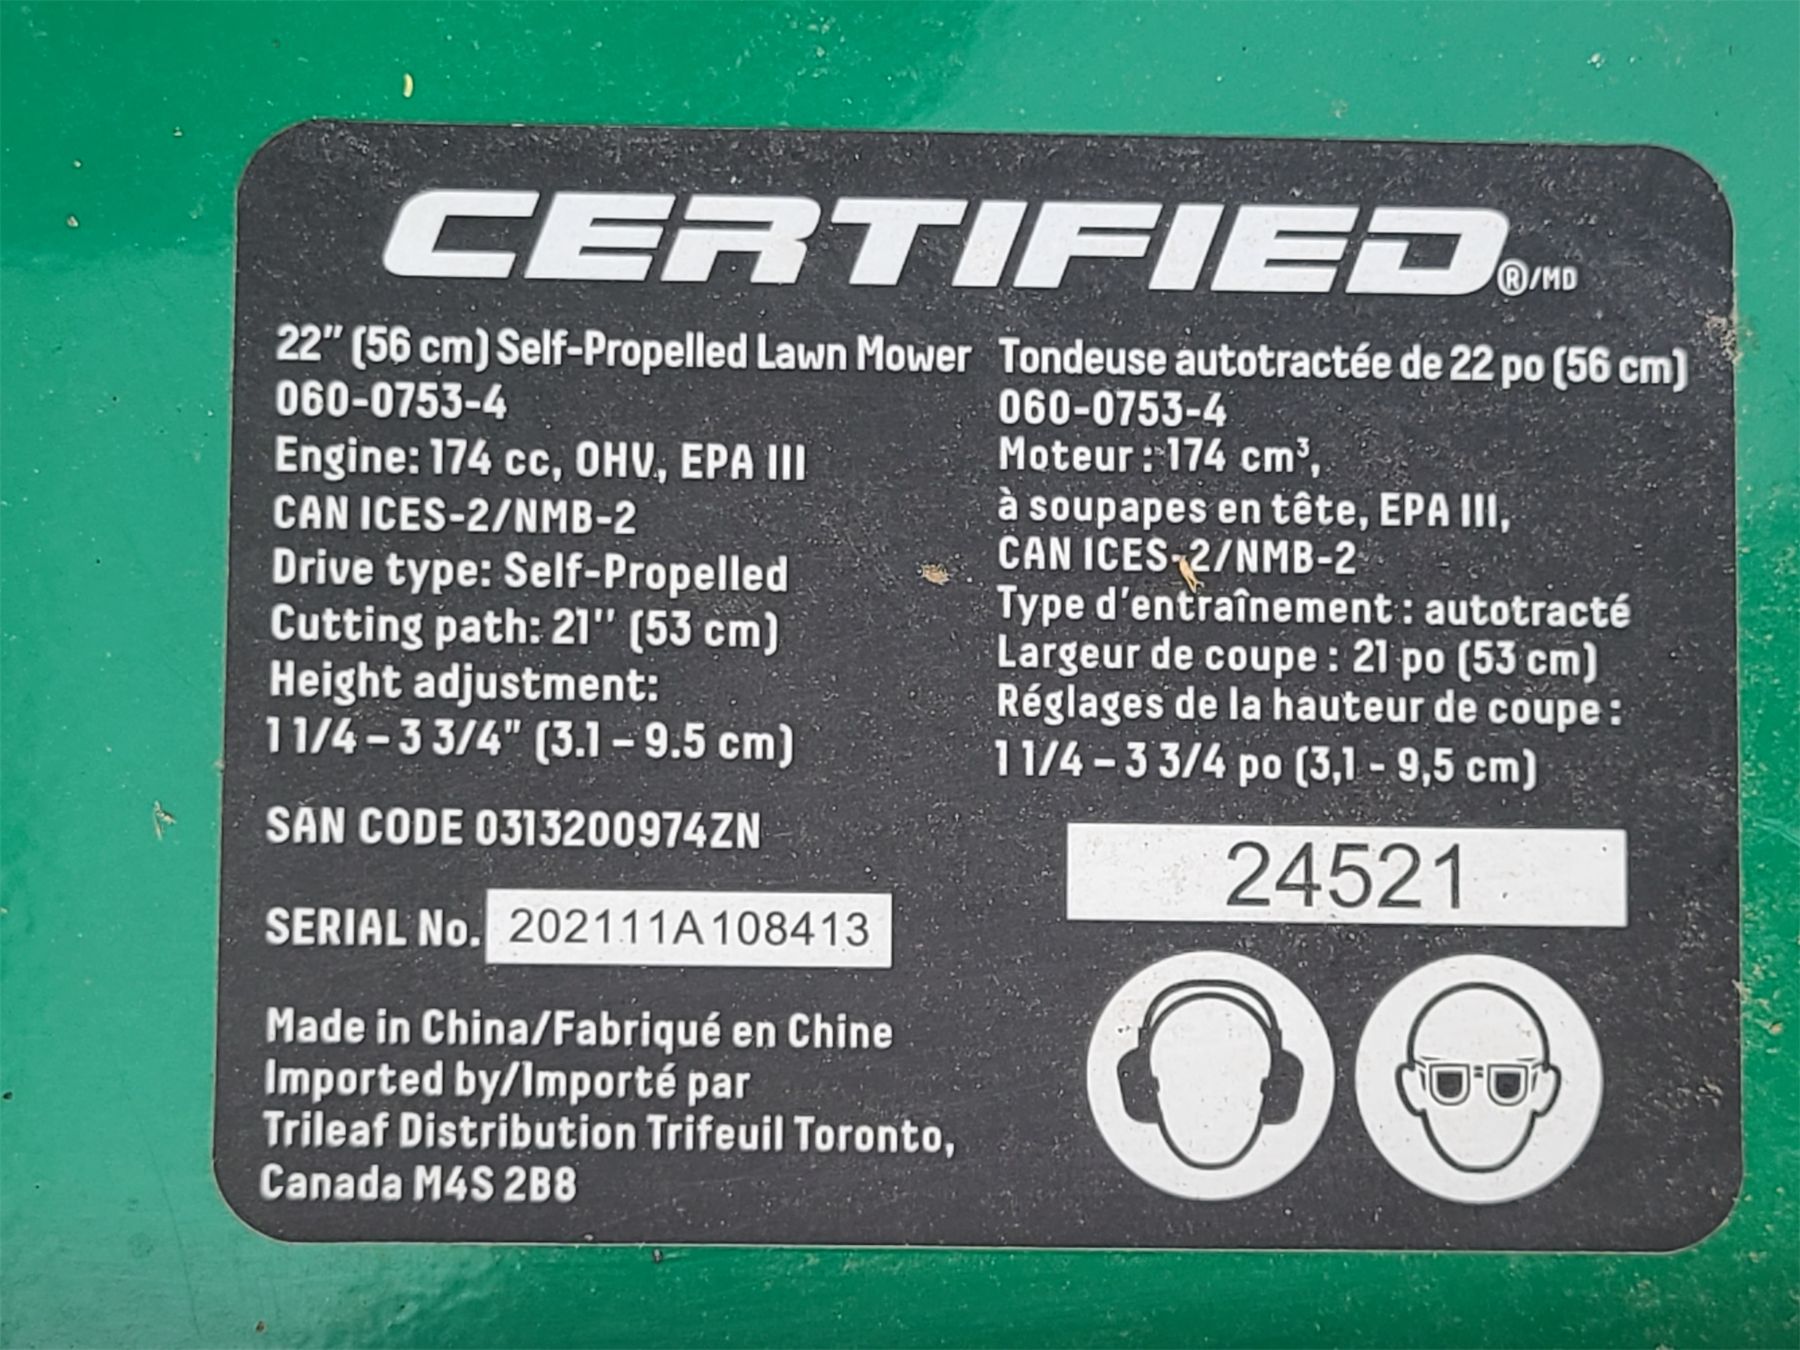 CERTIFIED®/MD
22" (56 cm) Self-Propelled Lawn Mower
060-0753-4
Engine: 174 cc, OHV, EPA III
CAN ICES-2/NMB-2
Drive type: Self-Propelled
Cutting path: 21" (53 cm)
Height adjustment:
1 1/4 – 3 3/4" (3.1 – 9.5 cm)
SAN CODE 0313200974ZN
SERIAL No. 202111A108413
Made in China/Fabriqué en Chine
Imported by/Importé par
Trileaf Distribution Trifeuil Toronto,
Canada M4S 2B8
Tondeuse autotractée de 22 po (56 cm)
060-0753-4
Moteur : 174 cm³,
à soupapes en tête, EPA III,
CAN ICES-2/NMB-2
Type d'entraînement : autotracté
Largeur de coupe : 21 po (53 cm)
Réglages de la hauteur de coupe :
1 1/4 – 3 3/4 po (3,1 - 9,5 cm)
24521